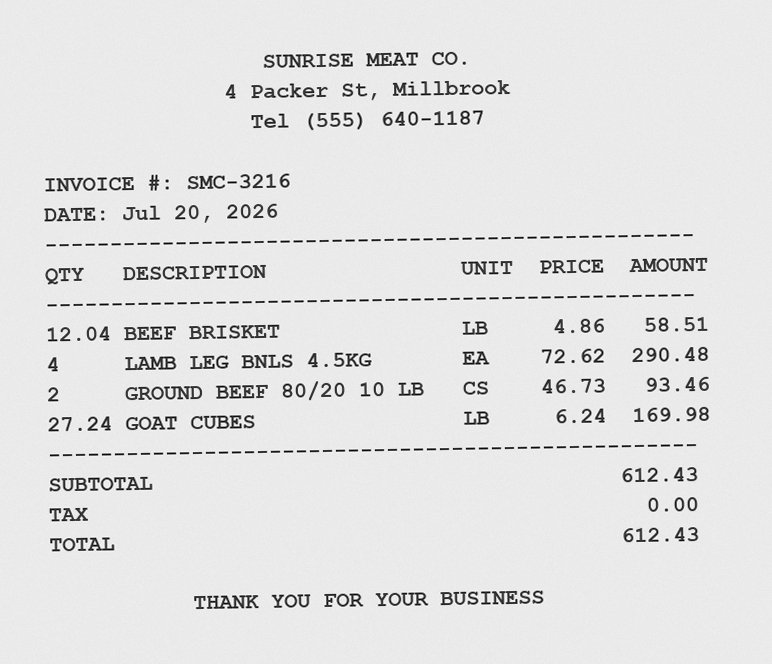 SUNRISE MEAT CO.
4 Packer St, Millbrook
Tel (555) 640-1187
INVOICE #: SMC-3216
DATE: Jul 20, 2026
--------------------------------------------------
QTY DESCRIPTION UNIT PRICE AMOUNT
--------------------------------------------------
12.04 BEEF BRISKET LB 4.86 58.51
4 LAMB LEG BNLS 4.5KG EA 72.62 290.48
2 GROUND BEEF 80/20 10 LB CS 46.73 93.46
27.24 GOAT CUBES LB 6.24 169.98
--------------------------------------------------
SUBTOTAL 612.43
TAX 0.00
TOTAL 612.43
THANK YOU FOR YOUR BUSINESS